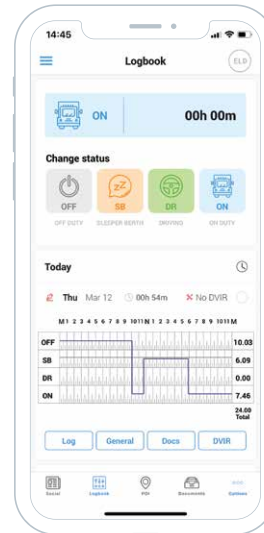 14:45
Logbook
ELD
ON
00h 00m
Change status
OFF
SB
DR
ON
OFF DUTY
SLEEPER BERTH
DRIVING
ON DUTY
Today
Thu Mar 12 00h 54m No DVIR
M 1 2 3 4 5 6 7 8 9 10 11 N 1 2 3 4 5 6 7 8 9 10 11 M
OFF 10.03
SB 6.09
DR 0.00
ON 7.46
24.00
Total
Log
General
Docs
DVIR
Social
Logbook
POI
Documents
Options